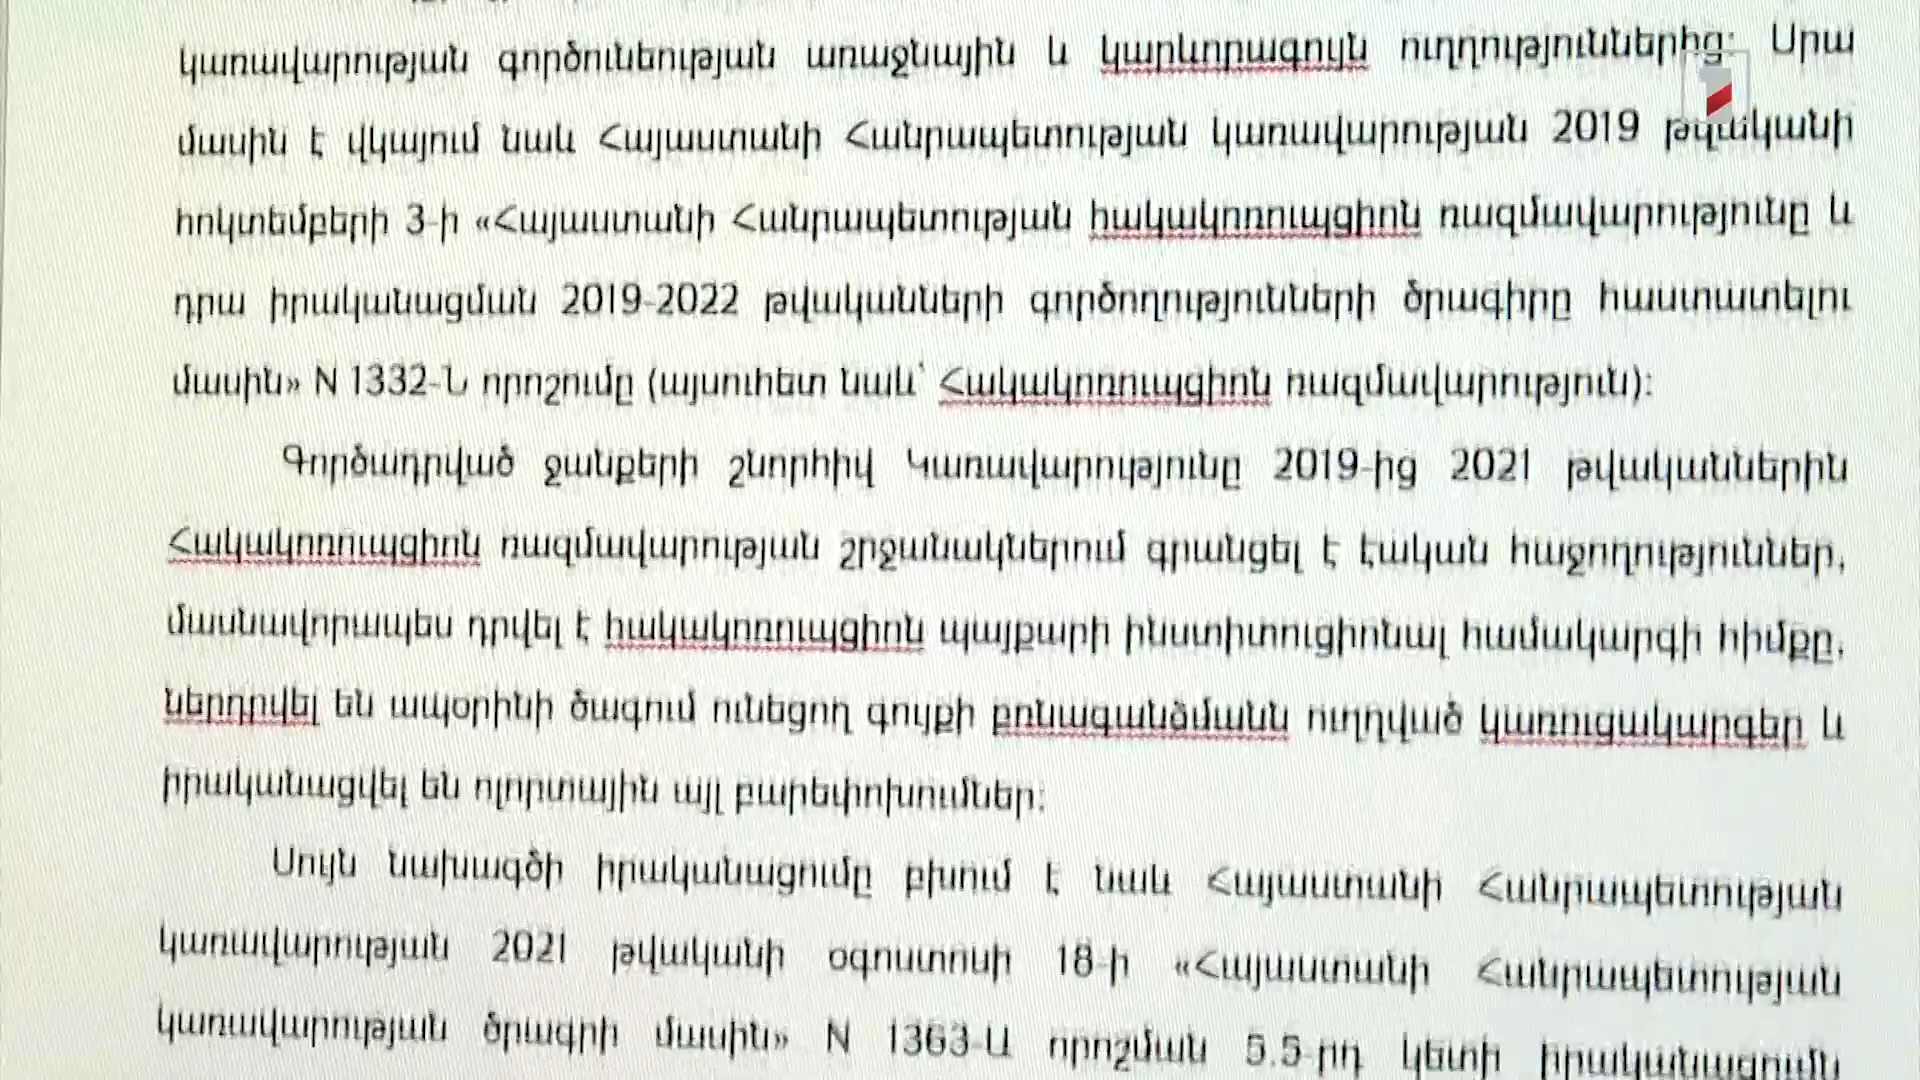 կառավարության գործունեության առաջնային և կարևորագույն ուղղություններից: Սրա
մասին է վկայում նաև Հայաստանի Հանրապետության կառավարության 2019 թվականի
հոկտեմբերի 3-ի «Հայաստանի Հանրապետության հակակոռուպցիոն ռազմավարությունը և
դրա իրականացման 2019-2022 թվականների գործողությունների ծրագիրը հաստատելու
մասին» N 1332-Ն որոշումը (այսուհետ նաև՝ Հակակոռուպցիոն ռազմավարություն):
Գործադրված ջանքերի շնորհիվ Կառավարությունը 2019-ից 2021 թվականներին
Հակակոռուպցիոն ռազմավարության շրջանակներում գրանցել է էական հաջողություններ,
մասնավորապես դրվել է հակակոռուպցիոն պայքարի ինստիտուցիոնալ համակարգի հիմքը,
ներդրվել են ապօրինի ծագում ունեցող գույքի բռնագանձմանն ուղղված կառուցակարգեր և
իրականացվել են ոլորտային այլ բարեփոխումներ:
Սույն նախագծի իրականացումը բխում է նաև Հայաստանի Հանրապետության
կառավարության 2021 թվականի օգոստոսի 18-ի «Հայաստանի Հանրապետության
կառավարության ծրագրի մասին» N 1363-Ա որոշման 5.5-րդ կետի իրականացումն